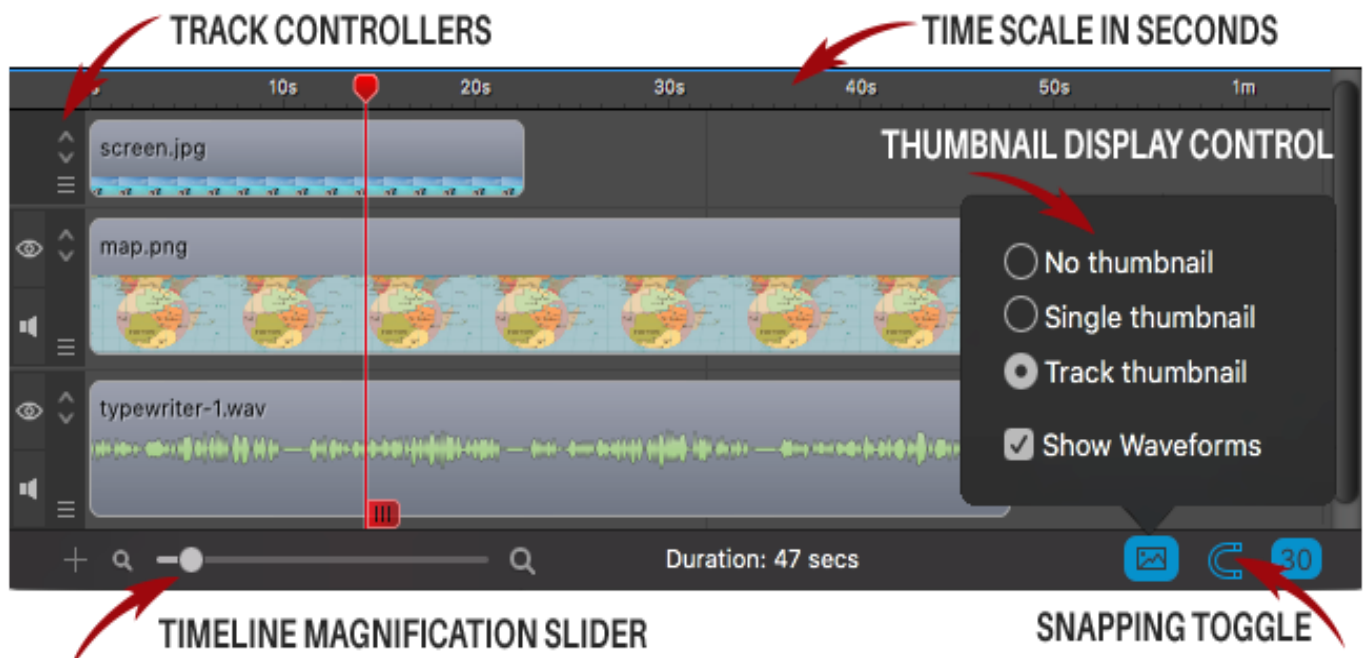 TRACK CONTROLLERS
TIME SCALE IN SECONDS
10s 20s 30s 40s 50s 1m
screen.jpg
THUMBNAIL DISPLAY CONTROL
map.png
No thumbnail
Single thumbnail
Track thumbnail
typewriter-1.wav
Show Waveforms
Duration: 47 secs
30
TIMELINE MAGNIFICATION SLIDER
SNAPPING TOGGLE